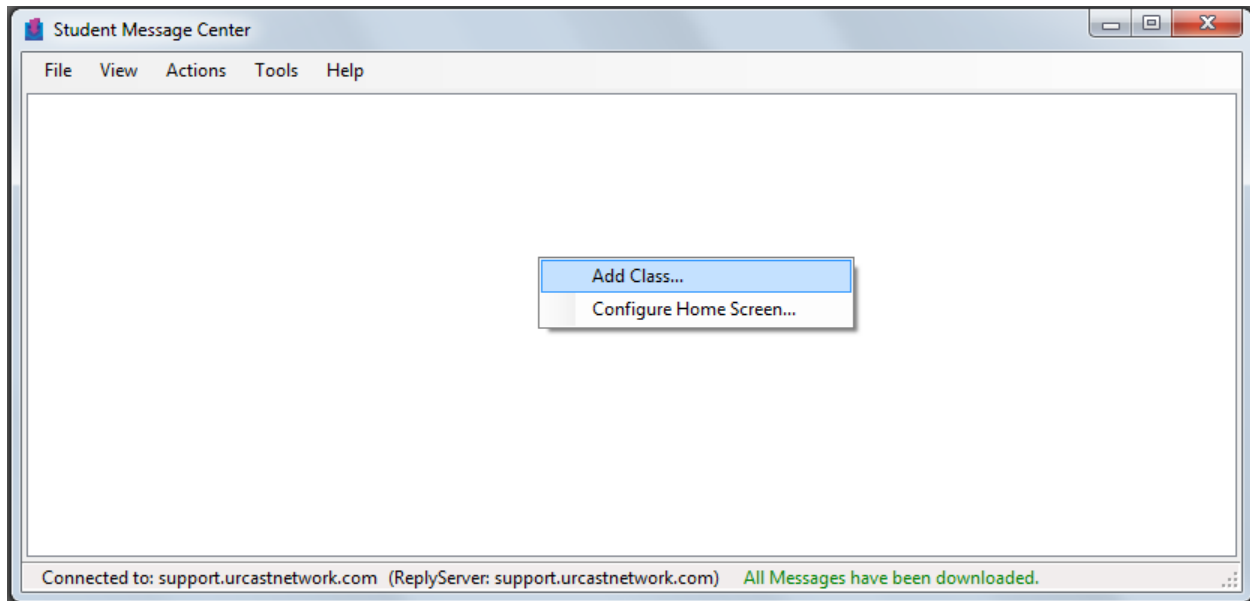 Student Message Center
File View Actions Tools Help
Add Class...
Configure Home Screen...
Connected to: support.urcastnetwork.com (ReplyServer: support.urcastnetwork.com) All Messages have been downloaded.